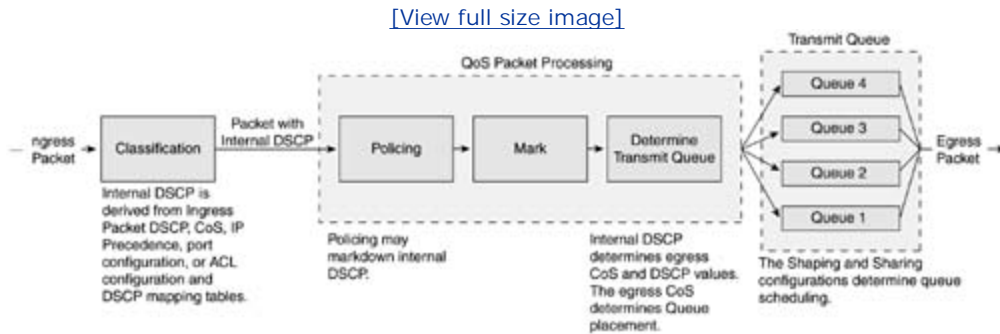 [View full size image]
Transmit Queue
QoS Packet Processing
Queue 4
Queue 3
Queue 2
Queue 1
ngress
Packet
Classification
Packet with
Internal DSCP
Policing
Mark
Determine
Transmit Queue
Egress
Packet
Internal DSCP is
derived from Ingress
Packet DSCP, CoS, IP
Precedence, port
configuration, or ACL
configuration and
DSCP mapping tables.
Policing may
markdown internal
DSCP.
Internal DSCP
determines egress
CoS and DSCP values.
The egress CoS
determines Queue
placement.
The Shaping and Sharing
configurations determine queue
scheduling.